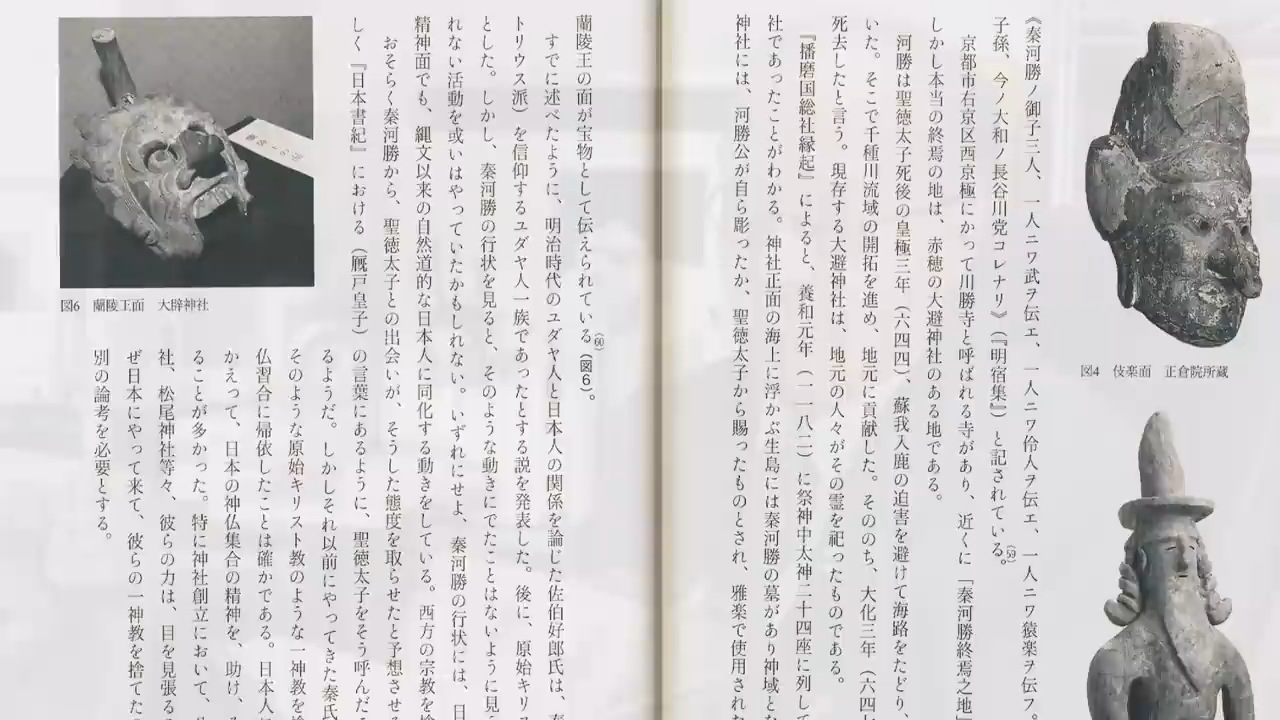 《秦河勝ノ御子三人、一人ニワ武ヲ伝エ、一人ニワ伶人ヲ伝エ、一人ニワ猿楽ヲ伝フ。
子孫、今ノ大和ノ長谷川党コレナリ》（『明宿集』）と記されている。(59)
京都市右京区西京極にかつて川勝寺と呼ばれる寺があり、近くに「秦河勝終焉之地」
しかし本当の終焉の地は、赤穂の大避神社のある地である。
河勝は聖徳太子死後の皇極三年（六四四）、蘇我入鹿の迫害を避けて海路をたどり、
いた。そこで千種川流域の開拓を進め、地元に貢献した。そののち、大化三年（六四七
死去したと言う。現存する大避神社は、地元の人々がその霊を祀ったものである。
『播磨国総社縁起』によると、養和元年（一一八二）に祭神中太神二十四座に列して
社であったことがわかる。神社正面の海上に浮かぶ生島には秦河勝の墓があり神域とな
神社には、河勝公が自ら彫ったか、聖徳太子から賜ったものとされ、雅楽で使用された
図4　伎楽面　正倉院所蔵
蘭陵王の面が宝物として伝えられている(60)（図6）。
すでに述べたように、明治時代のユダヤ人と日本人の関係を論じた佐伯好郎氏は、秦
トリウス派）を信仰するユダヤ人一族であったとする説を発表した。後に、原始キリス
とした。しかし、秦河勝の行状を見ると、そのような動きにでたことはないように見え
れない活動を或いはやっていたかもしれない。いずれにせよ、秦河勝の行状には、日
精神面でも、縄文以来の自然道的な日本人に同化する動きをしている。西方の宗教を捨
おそらく秦河勝から、聖徳太子との出会いが、そうした態度を取らせたと予想させる
しく『日本書紀』における（厩戸皇子）の言葉にあるように、聖徳太子をそう呼んだ
るようだ。しかしそれ以前にやってきた秦氏
そのような原始キリスト教のような一神教を捨
仏習合に帰依したことは確かである。日本人に
かえって、日本の神仏集合の精神を、助け、
ることが多かった。特に神社創立において、
社、松尾神社等々、彼らの力は、目を見張る
ぜ日本にやって来て、彼らの一神教を捨てた
別の論考を必要とする。
図6　蘭陵王面　大辟神社